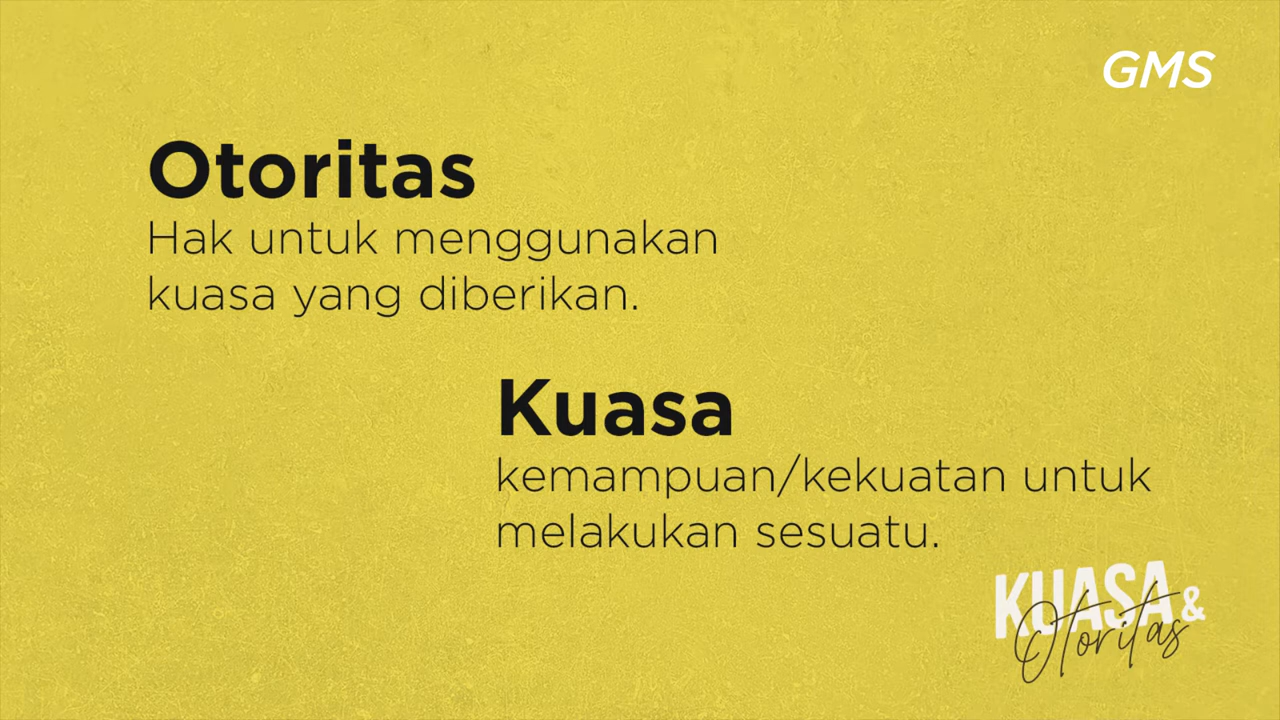 GMS
Otoritas
Hak untuk menggunakan
kuasa yang diberikan.
Kuasa
kemampuan/kekuatan untuk
melakukan sesuatu.
KUASA &
Otoritas